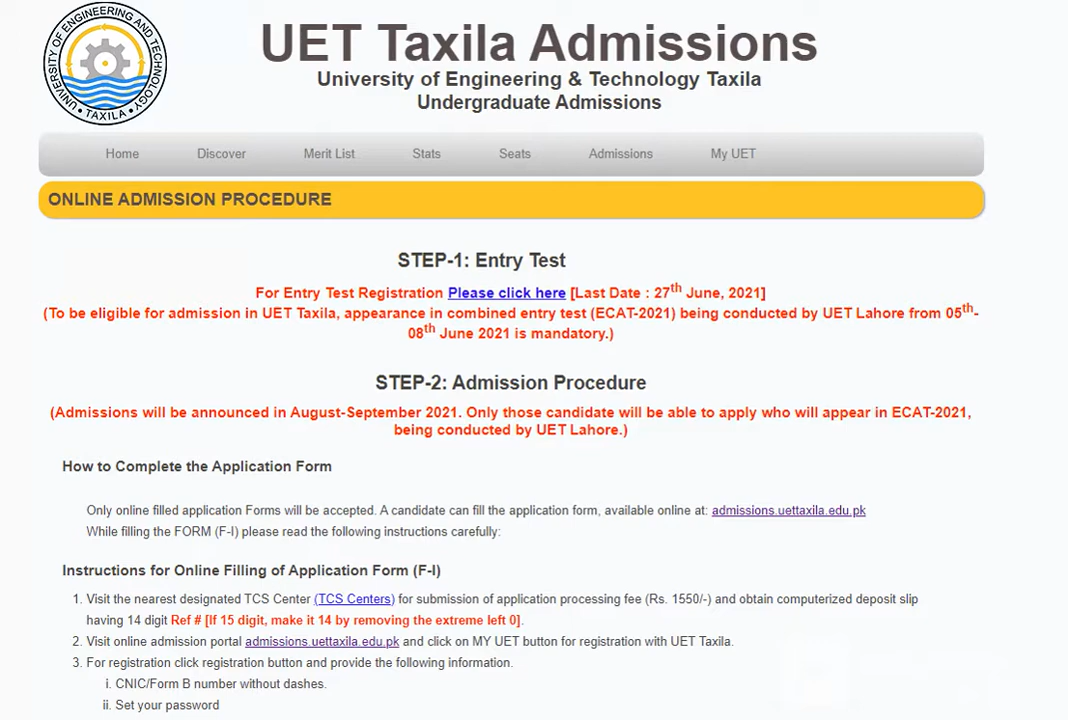 UNIVERSITY OF ENGINEERING AND TECHNOLOGY
• TAXILA •
UET Taxila Admissions
University of Engineering & Technology Taxila
Undergraduate Admissions
Home Discover Merit List Stats Seats Admissions My UET
ONLINE ADMISSION PROCEDURE
STEP-1: Entry Test
For Entry Test Registration Please click here [Last Date : 27th June, 2021]
(To be eligible for admission in UET Taxila, appearance in combined entry test (ECAT-2021) being conducted by UET Lahore from 05th-
08th June 2021 is mandatory.)
STEP-2: Admission Procedure
(Admissions will be announced in August-September 2021. Only those candidate will be able to apply who will appear in ECAT-2021,
being conducted by UET Lahore.)
How to Complete the Application Form
Only online filled application Forms will be accepted. A candidate can fill the application form, available online at: admissions.uettaxila.edu.pk
While filling the FORM (F-I) please read the following instructions carefully:
Instructions for Online Filling of Application Form (F-I)
1. Visit the nearest designated TCS Center (TCS Centers) for submission of application processing fee (Rs. 1550/-) and obtain computerized deposit slip
having 14 digit Ref # [If 15 digit, make it 14 by removing the extreme left 0].
2. Visit online admission portal admissions.uettaxila.edu.pk and click on MY UET button for registration with UET Taxila.
3. For registration click registration button and provide the following information.
i. CNIC/Form B number without dashes.
ii. Set your password